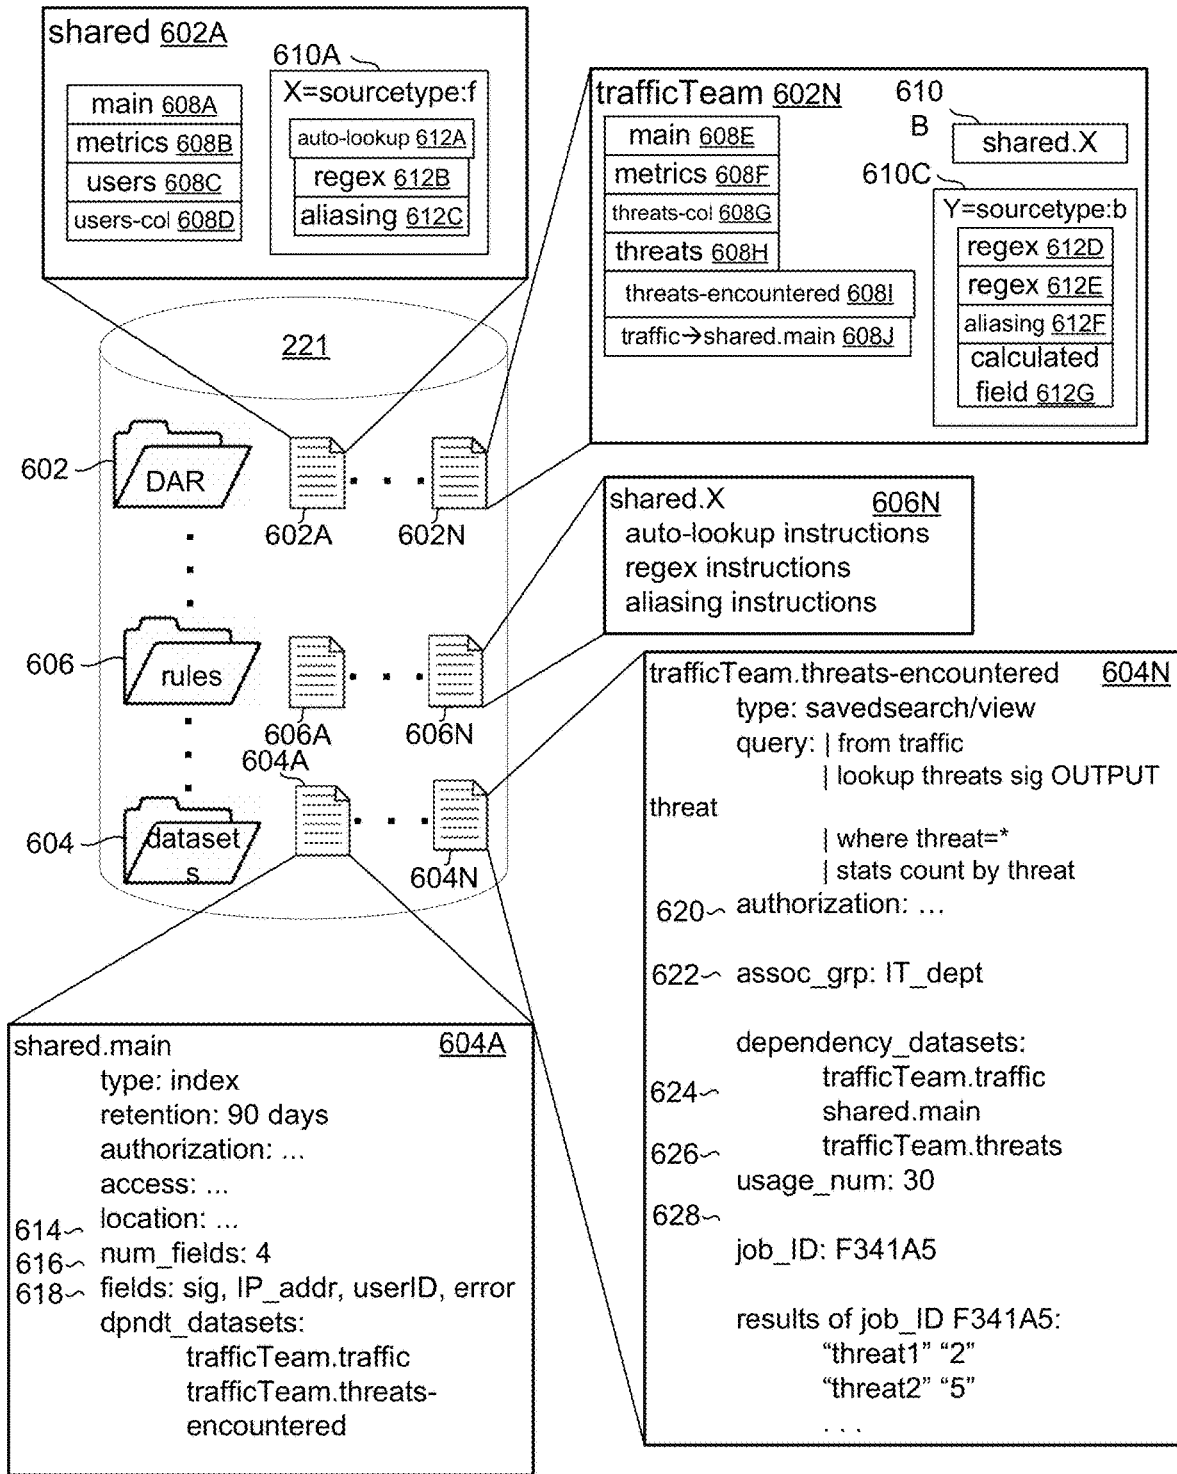 shared 602A
610A
X=sourcetype:f
main 608A
metrics 608B
users 608C
users-col 608D
auto-lookup 612A
regex 612B
aliasing 612C
trafficTeam 602N
610
B
shared.X
main 608E
metrics 608F
threats-col 608G
threats 608H
threats-encountered 608I
traffic→shared.main 608J
610C
Y=sourcetype:b
regex 612D
regex 612E
aliasing 612F
calculated
field 612G
221
602
DAR
602A
602N
shared.X 606N
auto-lookup instructions
regex instructions
aliasing instructions
606
rules
606A
606N
604A
604
dataset
s
604N
trafficTeam.threats-encountered 604N
type: savedsearch/view
query: | from traffic
| lookup threats sig OUTPUT
threat
| where threat=*
| stats count by threat
620 authorization: ...
622 assoc_grp: IT_dept
dependency_datasets:
624 trafficTeam.traffic
shared.main
626 trafficTeam.threats
usage_num: 30
628
job_ID: F341A5
results of job_ID F341A5:
“threat1” “2”
“threat2” “5”
. . .
shared.main 604A
type: index
retention: 90 days
authorization: ...
access: ...
614 location: ...
616 num_fields: 4
618 fields: sig, IP_addr, userID, error
dpndt_datasets:
trafficTeam.traffic
trafficTeam.threats-
encountered